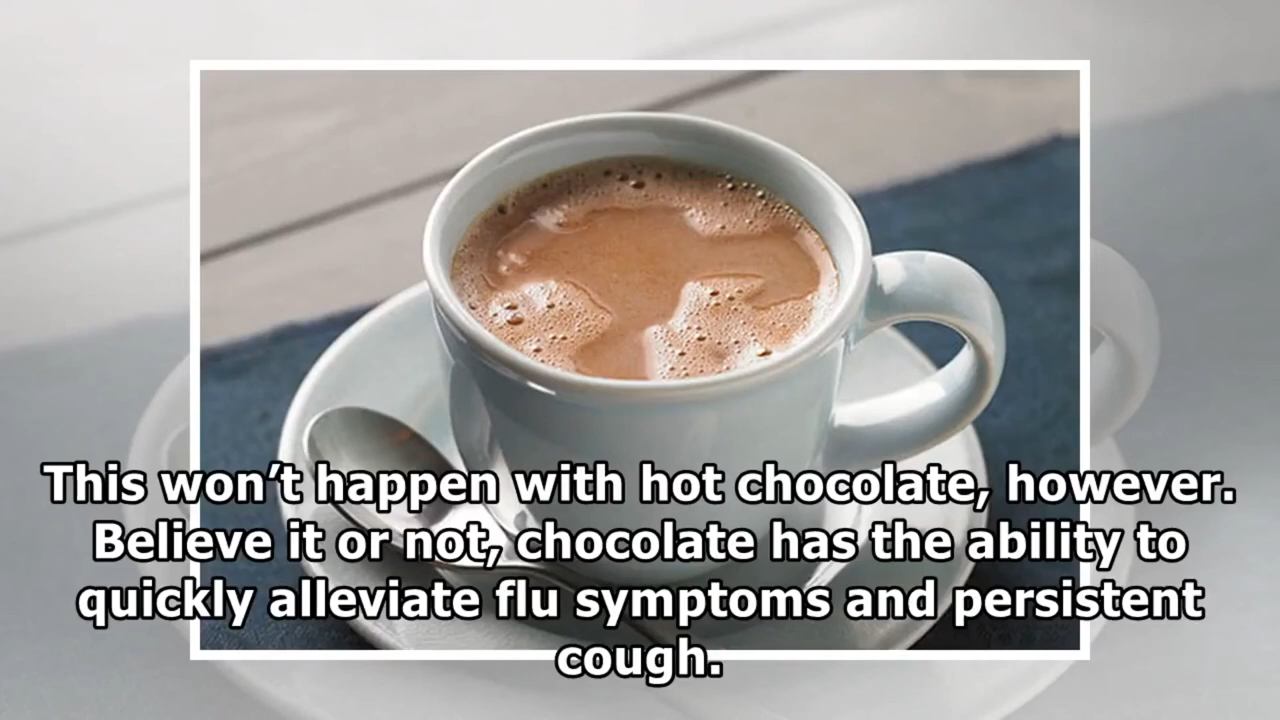 This won’t happen with hot chocolate, however.
Believe it or not, chocolate has the ability to
quickly alleviate flu symptoms and persistent
cough.